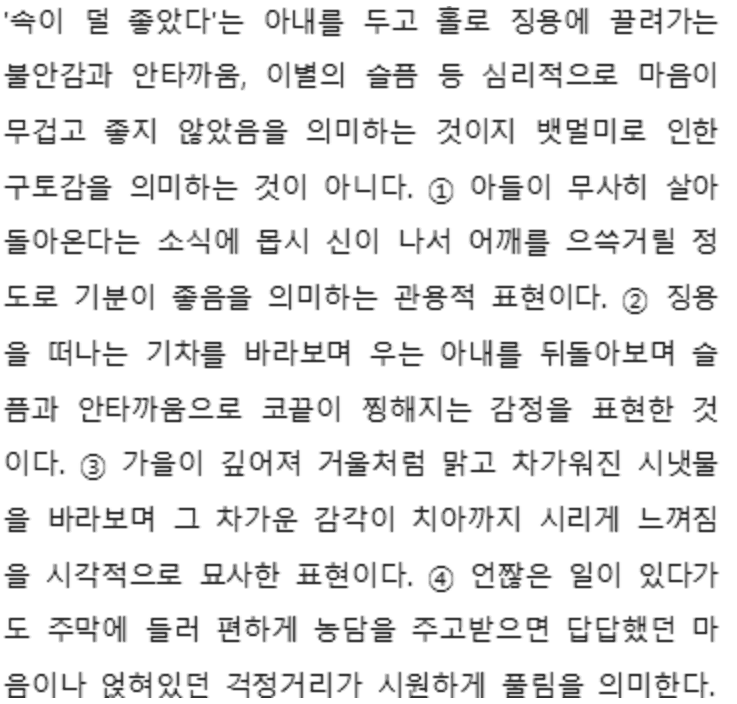 '속이 덜 좋았다'는 아내를 두고 홀로 징용에 끌려가는
불안감과 안타까움, 이별의 슬픔 등 심리적으로 마음이
무겁고 좋지 않았음을 의미하는 것이지 뱃멀미로 인한
구토감을 의미하는 것이 아니다. ① 아들이 무사히 살아
돌아온다는 소식에 몹시 신이 나서 어깨를 으쓱거릴 정
도로 기분이 좋음을 의미하는 관용적 표현이다. ② 징용
을 떠나는 기차를 바라보며 우는 아내를 뒤돌아보며 슬
픔과 안타까움으로 코끝이 찡해지는 감정을 표현한 것
이다. ③ 가을이 깊어져 거울처럼 맑고 차가워진 시냇물
을 바라보며 그 차가운 감각이 치아까지 시리게 느껴짐
을 시각적으로 묘사한 표현이다. ④ 언짢은 일이 있다가
도 주막에 들러 편하게 농담을 주고받으면 답답했던 마
음이나 얹혀있던 걱정거리가 시원하게 풀림을 의미한다.